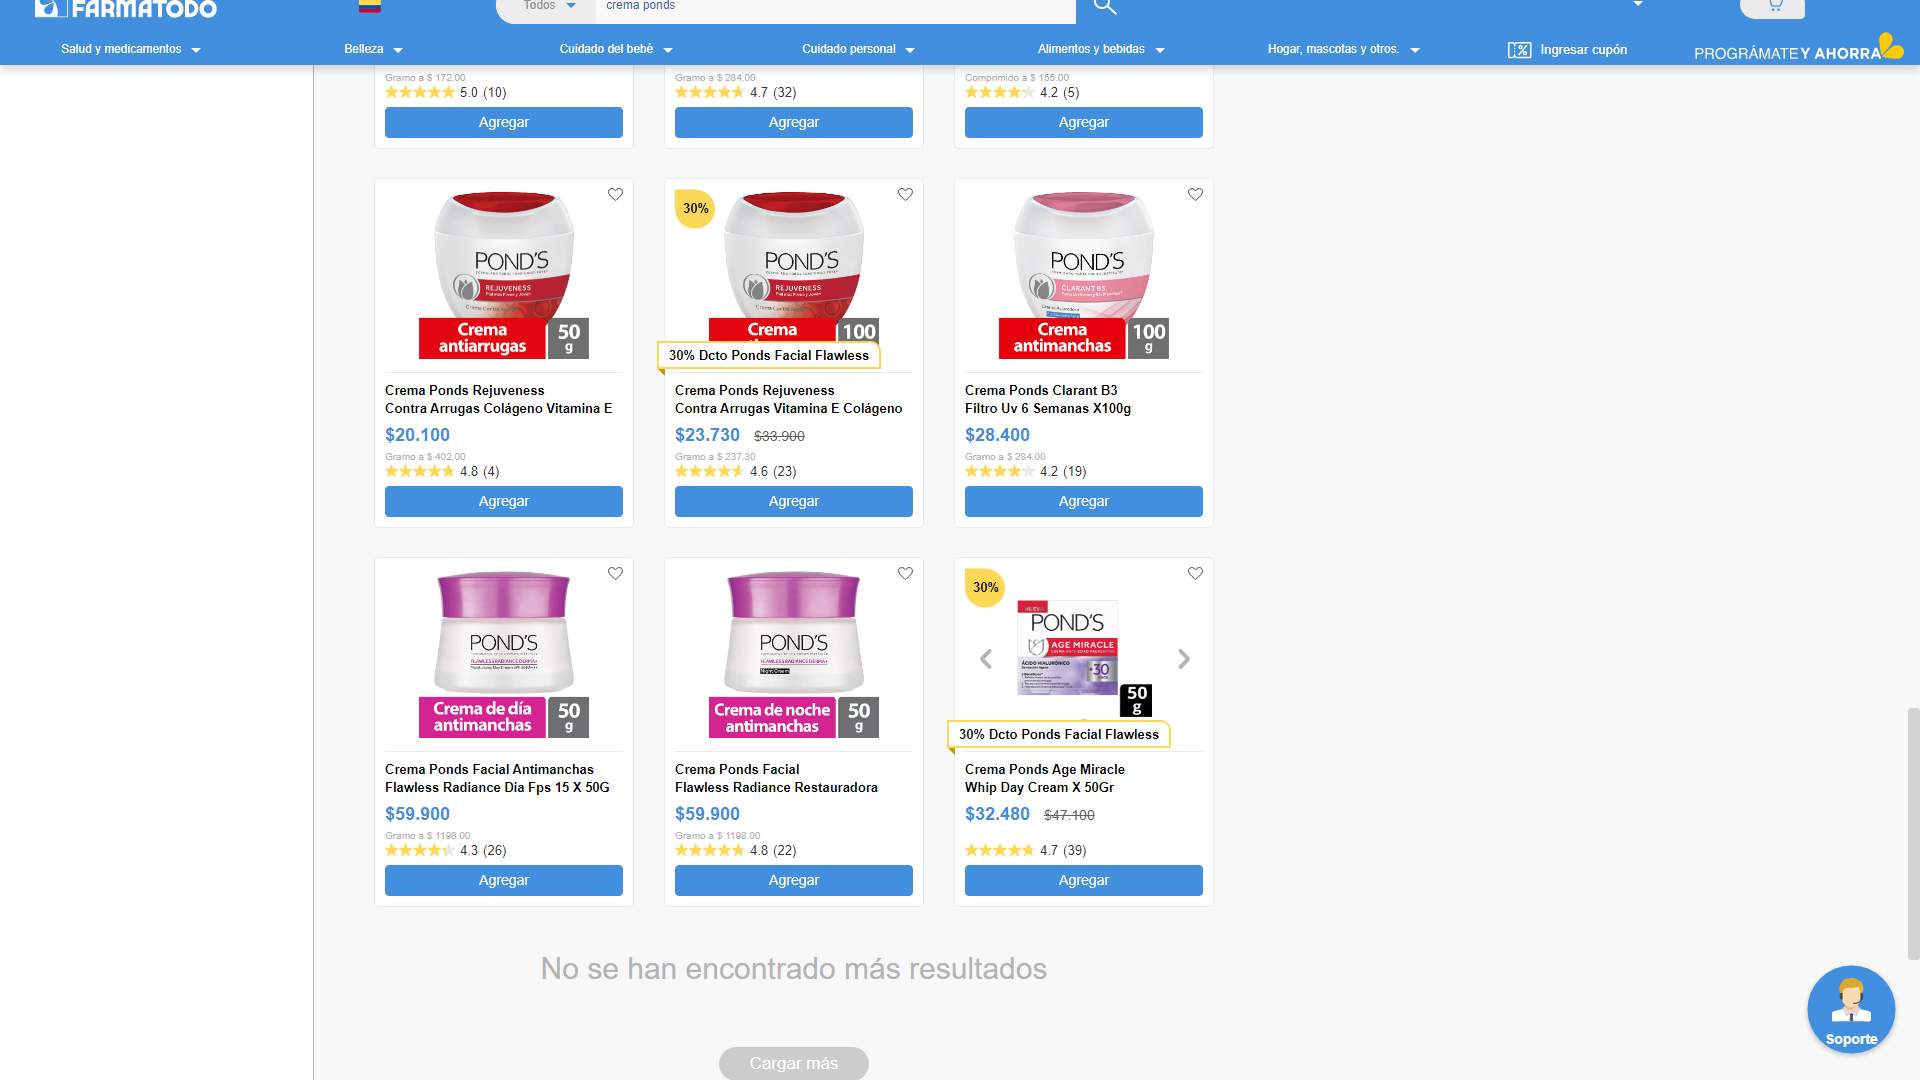 FARMATODO
Todos
crema ponds
Salud y medicamentos
Belleza
Cuidado del bebé
Cuidado personal
Alimentos y bebidas
Hogar, mascotas y otros.
Ingresar cupón
PROGRÁMATE Y AHORRA
Gramo a $ 172.00
5.0 (10)
Agregar
Gramo a $ 284.00
4.7 (32)
Agregar
Comprimido a $ 155.00
4.2 (5)
Agregar
POND'S
REJUVENESS
Crema
antiarrugas
50
g
Crema Ponds Rejuveness
Contra Arrugas Colágeno Vitamina E
$20.100
Gramo a $ 402.00
4.8 (4)
Agregar
30%
POND'S
REJUVENESS
Crema
100
30% Dcto Ponds Facial Flawless
Crema Ponds Rejuveness
Contra Arrugas Vitamina E Colágeno
$23.730 $33.900
Gramo a $ 237.30
4.6 (23)
Agregar
POND'S
CLARANT B3
Crema
antimanchas
100
g
Crema Ponds Clarant B3
Filtro Uv 6 Semanas X100g
$28.400
Gramo a $ 284.00
4.2 (19)
Agregar
POND'S
FLAWLESS RADIANCE DERMA+
Crema de día
antimanchas
50
g
Crema Ponds Facial Antimanchas
Flawless Radiance Día Fps 15 X 50G
$59.900
Gramo a $ 1198.00
4.3 (26)
Agregar
POND'S
FLAWLESS RADIANCE DERMA+
Night Cream
Crema de noche
antimanchas
50
g
Crema Ponds Facial
Flawless Radiance Restauradora
$59.900
Gramo a $ 1198.00
4.8 (22)
Agregar
30%
NUEVA
POND'S
AGE MIRACLE
ÁCIDO HIALURÓNICO
+30
50
g
30% Dcto Ponds Facial Flawless
Crema Ponds Age Miracle
Whip Day Cream X 50Gr
$32.480 $47.100
4.7 (39)
Agregar
No se han encontrado más resultados
Cargar más
Soporte